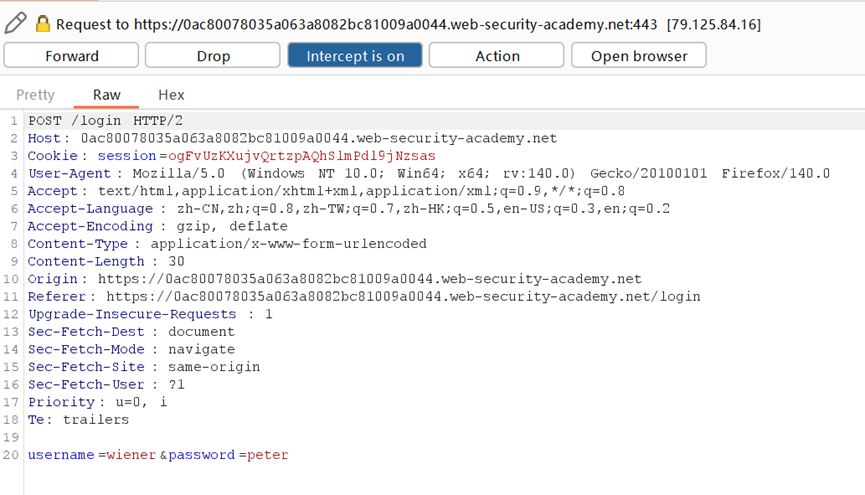 Request to https://0ac80078035a063a8082bc81009a0044.web-security-academy.net:443 [79.125.84.16]
Forward Drop Intercept is on Action Open browser
Pretty Raw Hex
1 POST /login HTTP/2
2 Host: 0ac80078035a063a8082bc81009a0044.web-security-academy.net
3 Cookie: session=ogFvUzKXujvQrtzpAQhSlmPdl9jNzsas
4 User-Agent: Mozilla/5.0 (Windows NT 10.0; Win64; x64; rv:140.0) Gecko/20100101 Firefox/140.0
5 Accept: text/html,application/xhtml+xml,application/xml;q=0.9,*/*;q=0.8
6 Accept-Language: zh-CN,zh;q=0.8,zh-TW;q=0.7,zh-HK;q=0.5,en-US;q=0.3,en;q=0.2
7 Accept-Encoding: gzip, deflate
8 Content-Type: application/x-www-form-urlencoded
9 Content-Length: 30
10 Origin: https://0ac80078035a063a8082bc81009a0044.web-security-academy.net
11 Referer: https://0ac80078035a063a8082bc81009a0044.web-security-academy.net/login
12 Upgrade-Insecure-Requests: 1
13 Sec-Fetch-Dest: document
14 Sec-Fetch-Mode: navigate
15 Sec-Fetch-Site: same-origin
16 Sec-Fetch-User: ?1
17 Priority: u=0, i
18 Te: trailers
19
20 username=wiener&password=peter